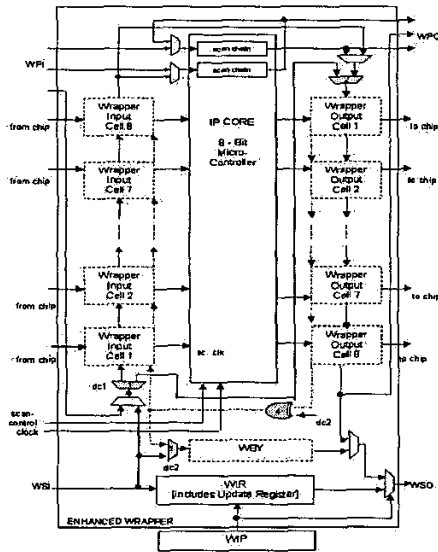 scan chain
WPO
WPI
scan chain
IP CORE
8 - Bit
Micro-
Controller
Wrapper
Input
Cell 8
Wrapper
Output
Cell 1
from chip
to chip
Wrapper
Input
Cell 7
Wrapper
Output
Cell 2
from chip
to chip
Wrapper
Input
Cell 2
Wrapper
Output
Cell 7
from chip
to chip
Wrapper
Input
Cell 1
Wrapper
Output
Cell 8
from chip
to chip
sc. clk
dc1
scan-
control
clock
dc2
dc2
WBY
WSI
WIR
[Includes Update Register]
WSO
ENHANCED WRAPPER
WIP